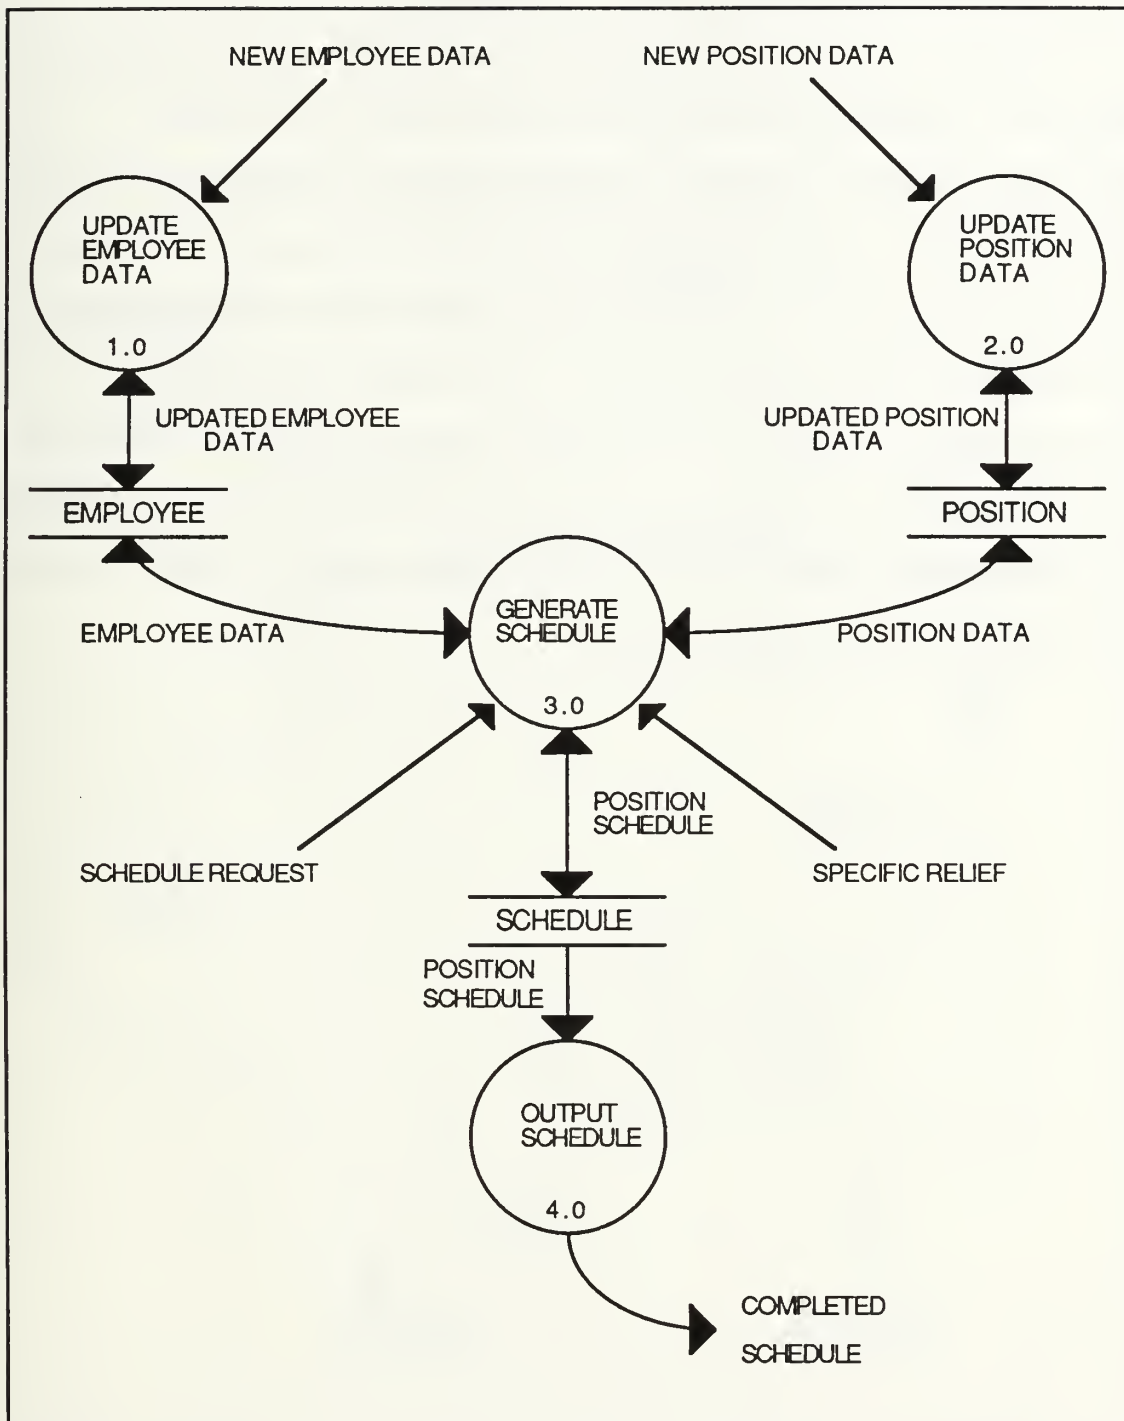 NEW EMPLOYEE DATA
NEW POSITION DATA
UPDATE
EMPLOYEE
DATA
1.0
UPDATE
POSITION
DATA
2.0
UPDATED EMPLOYEE
DATA
UPDATED POSITION
DATA
EMPLOYEE
POSITION
GENERATE
SCHEDULE
3.0
EMPLOYEE DATA
POSITION DATA
POSITION
SCHEDULE
SCHEDULE REQUEST
SPECIFIC RELIEF
SCHEDULE
POSITION
SCHEDULE
OUTPUT
SCHEDULE
4.0
COMPLETED
SCHEDULE